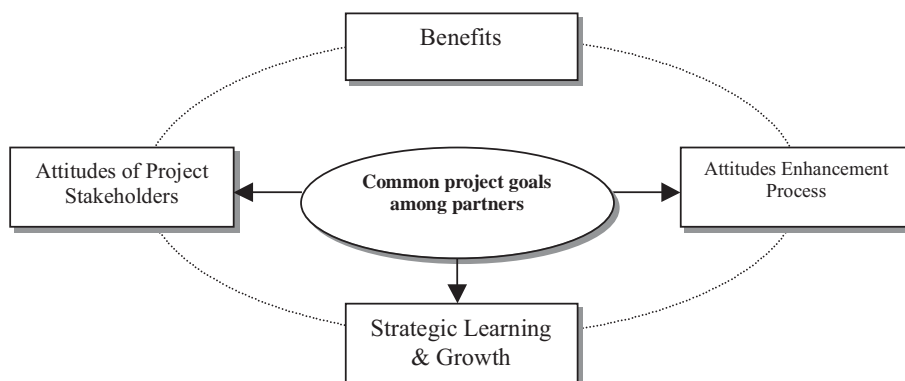 Benefits
Attitudes of Project
Stakeholders
Common project goals
among partners
Attitudes Enhancement
Process
Strategic Learning
& Growth